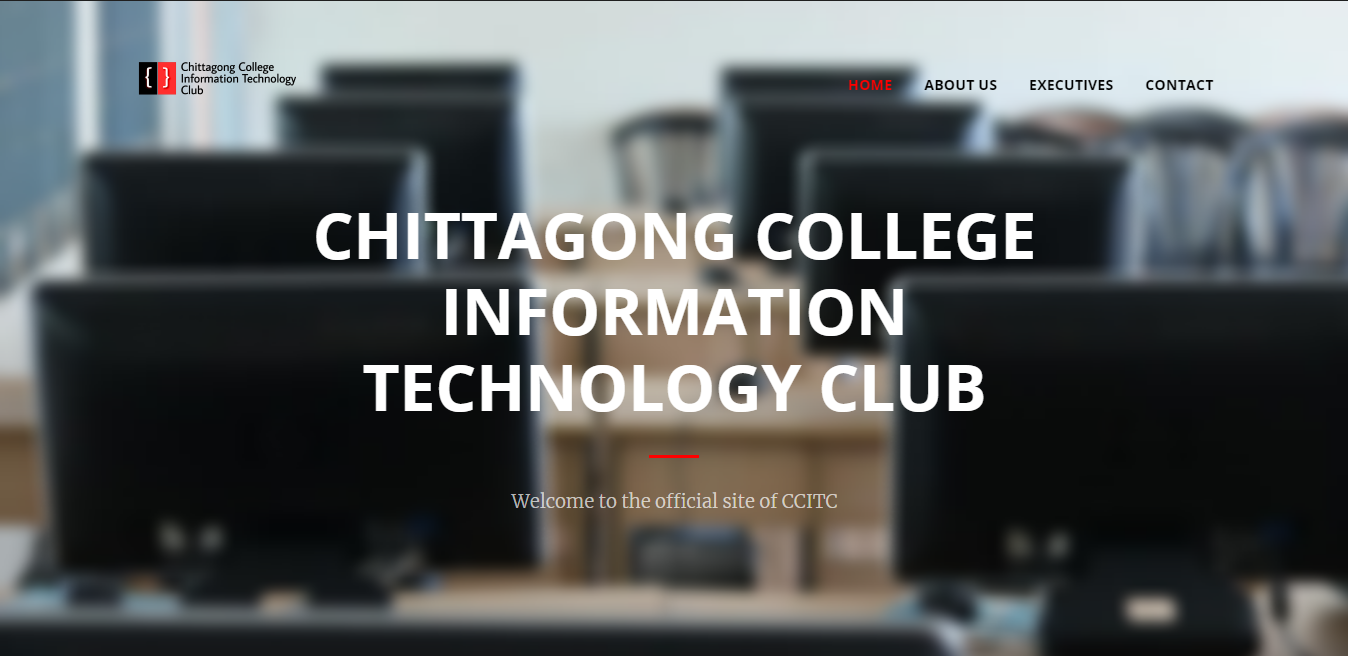 { }
Chittagong College
Information Technology
Club
HOME ABOUT US EXECUTIVES CONTACT
CHITTAGONG COLLEGE
INFORMATION
TECHNOLOGY CLUB
Welcome to the official site of CCITC